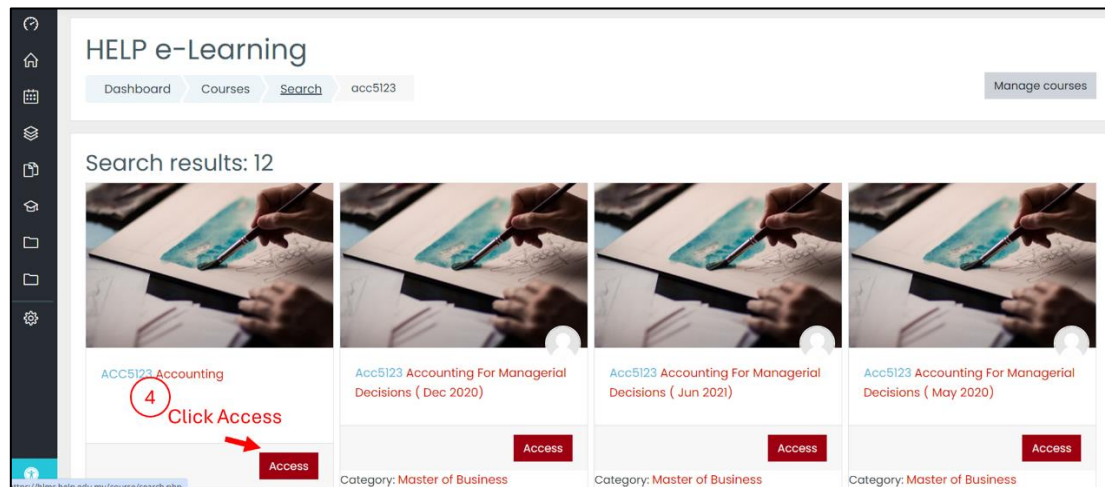 HELP e-Learning
Dashboard Courses Search acc5123
Manage courses
Search results: 12
ACC5123 Accounting
4
Click Access
Access
Acc5123 Accounting For Managerial
Decisions ( Dec 2020)
Access
Category: Master of Business
Acc5123 Accounting For Managerial
Decisions ( Jun 2021)
Access
Category: Master of Business
Acc5123 Accounting For Managerial
Decisions ( May 2020)
Access
Category: Master of Business